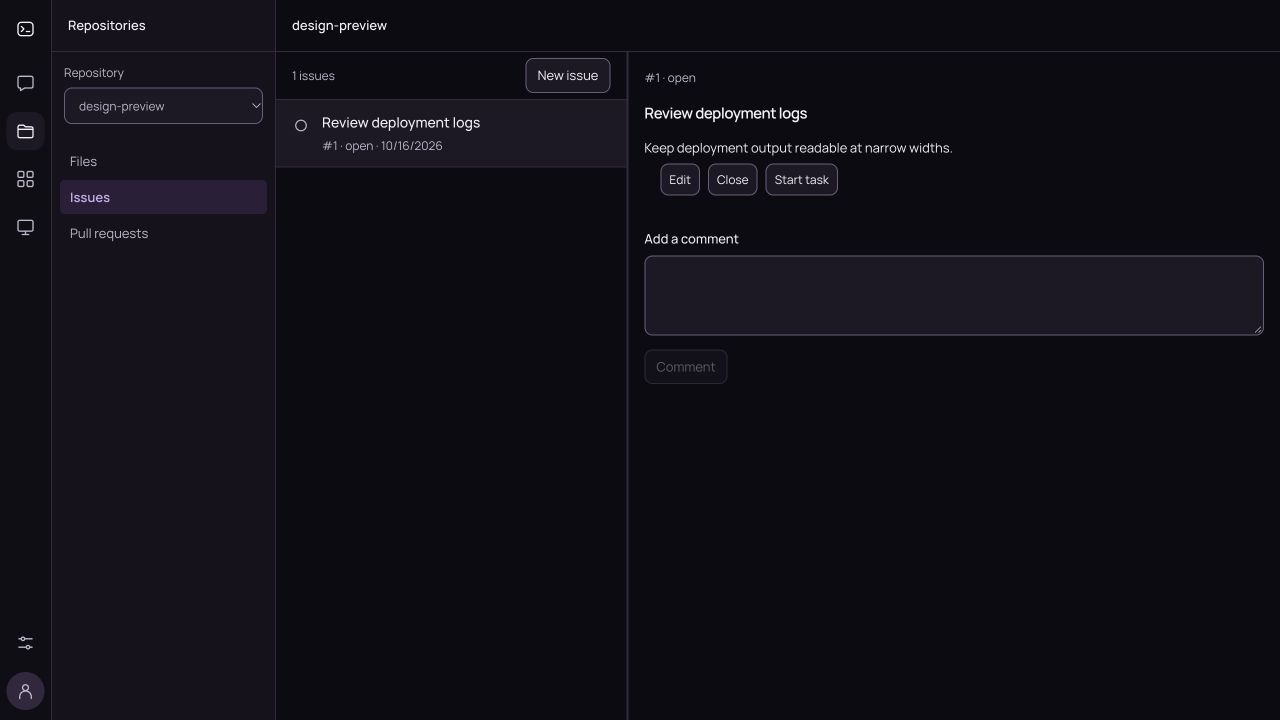 Repositories
design-preview
Repository
design-preview
Files
Issues
Pull requests
1 issues
New issue
Review deployment logs
#1 · open · 10/16/2026
#1 · open
Review deployment logs
Keep deployment output readable at narrow widths.
Edit
Close
Start task
Add a comment
Comment